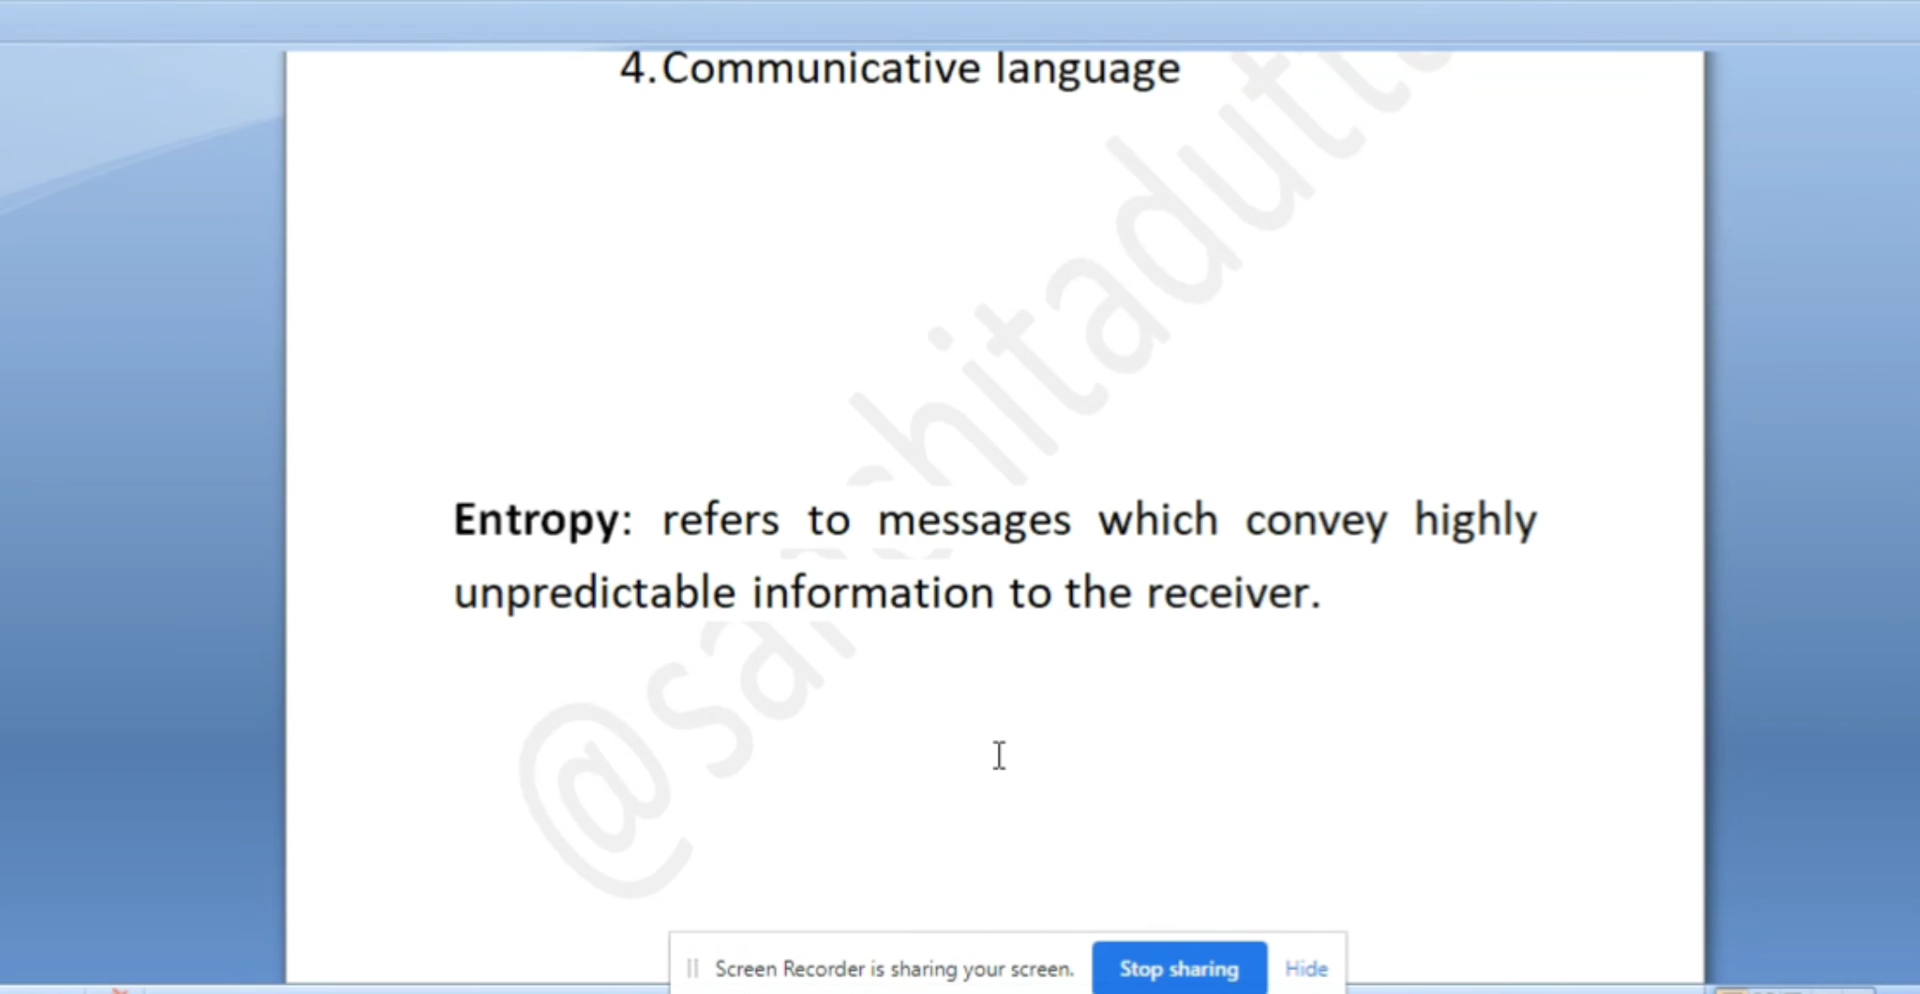 4.Communicative language
Entropy: refers to messages which convey highly
unpredictable information to the receiver.
Screen Recorder is sharing your screen. Stop sharing Hide